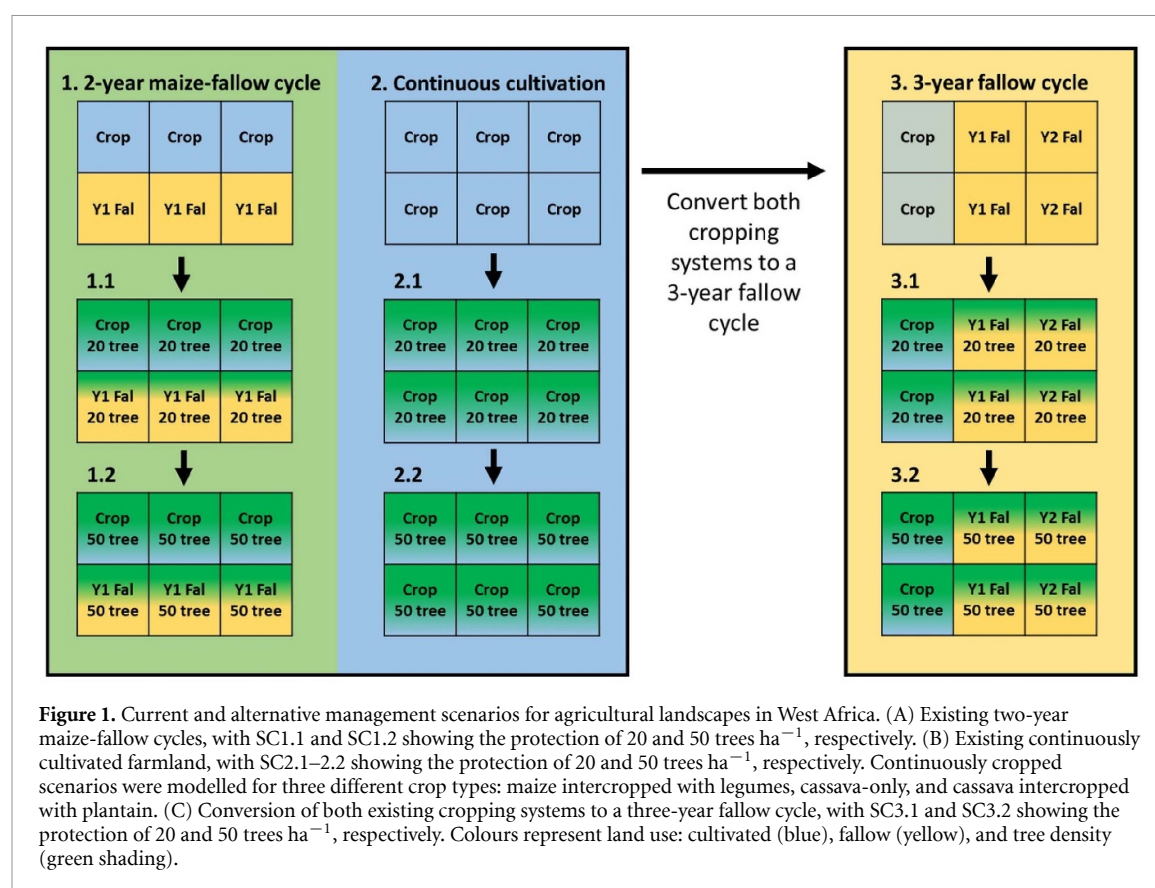 1. 2-year maize-fallow cycle
Crop Crop Crop
Y1 Fal Y1 Fal Y1 Fal
1.1
Crop Crop Crop
20 tree 20 tree 20 tree
Y1 Fal Y1 Fal Y1 Fal
20 tree 20 tree 20 tree
1.2
Crop Crop Crop
50 tree 50 tree 50 tree
Y1 Fal Y1 Fal Y1 Fal
50 tree 50 tree 50 tree
2. Continuous cultivation
Crop Crop Crop
Crop Crop Crop
2.1
Crop Crop Crop
20 tree 20 tree 20 tree
Crop Crop Crop
20 tree 20 tree 20 tree
2.2
Crop Crop Crop
50 tree 50 tree 50 tree
Crop Crop Crop
50 tree 50 tree 50 tree
Convert both
cropping
systems to a
3-year fallow
cycle
3. 3-year fallow cycle
Crop Y1 Fal Y2 Fal
Crop Y1 Fal Y2 Fal
3.1
Crop Y1 Fal Y2 Fal
20 tree 20 tree 20 tree
Crop Y1 Fal Y2 Fal
20 tree 20 tree 20 tree
3.2
Crop Y1 Fal Y2 Fal
50 tree 50 tree 50 tree
Crop Y1 Fal Y2 Fal
50 tree 50 tree 50 tree
Figure 1. Current and alternative management scenarios for agricultural landscapes in West Africa. (A) Existing two-year
maize-fallow cycles, with SC1.1 and SC1.2 showing the protection of 20 and 50 trees ha⁻¹, respectively. (B) Existing continuously
cultivated farmland, with SC2.1–2.2 showing the protection of 20 and 50 trees ha⁻¹, respectively. Continuously cropped
scenarios were modelled for three different crop types: maize intercropped with legumes, cassava-only, and cassava intercropped
with plantain. (C) Conversion of both existing cropping systems to a three-year fallow cycle, with SC3.1 and SC3.2 showing the
protection of 20 and 50 trees ha⁻¹, respectively. Colours represent land use: cultivated (blue), fallow (yellow), and tree density
(green shading).